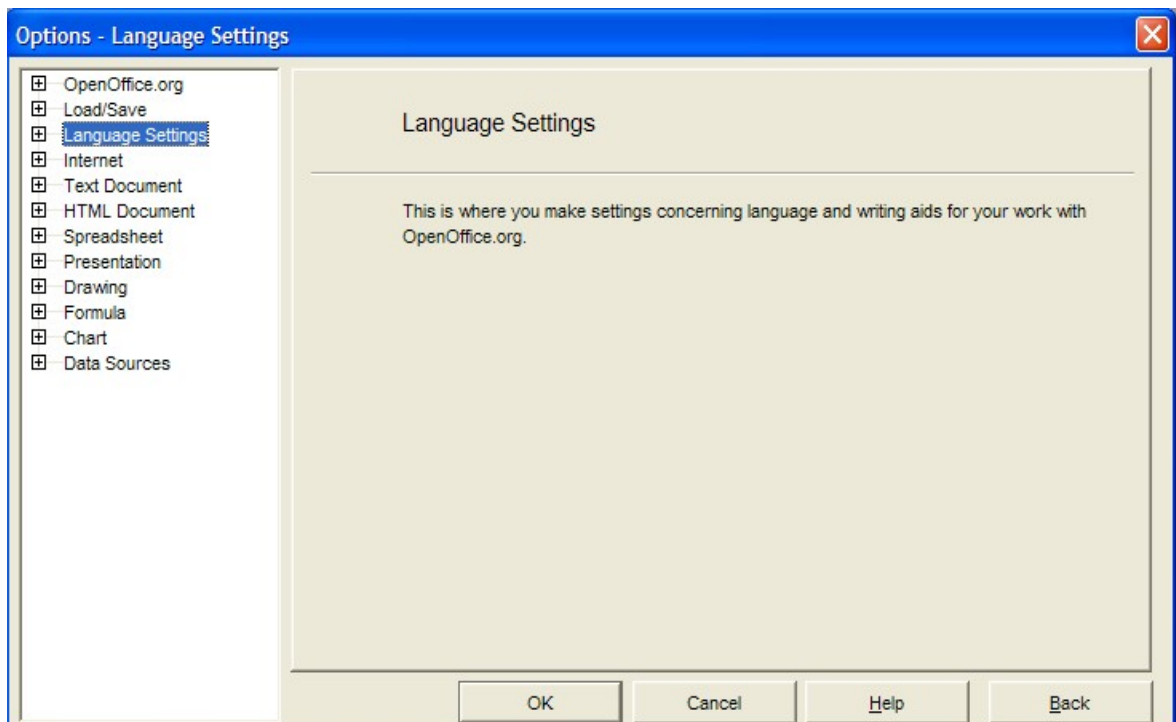 Options - Language Settings
OpenOffice.org
Load/Save
Language Settings
Internet
Text Document
HTML Document
Spreadsheet
Presentation
Drawing
Formula
Chart
Data Sources
Language Settings
This is where you make settings concerning language and writing aids for your work with
OpenOffice.org.
OK
Cancel
Help
Back